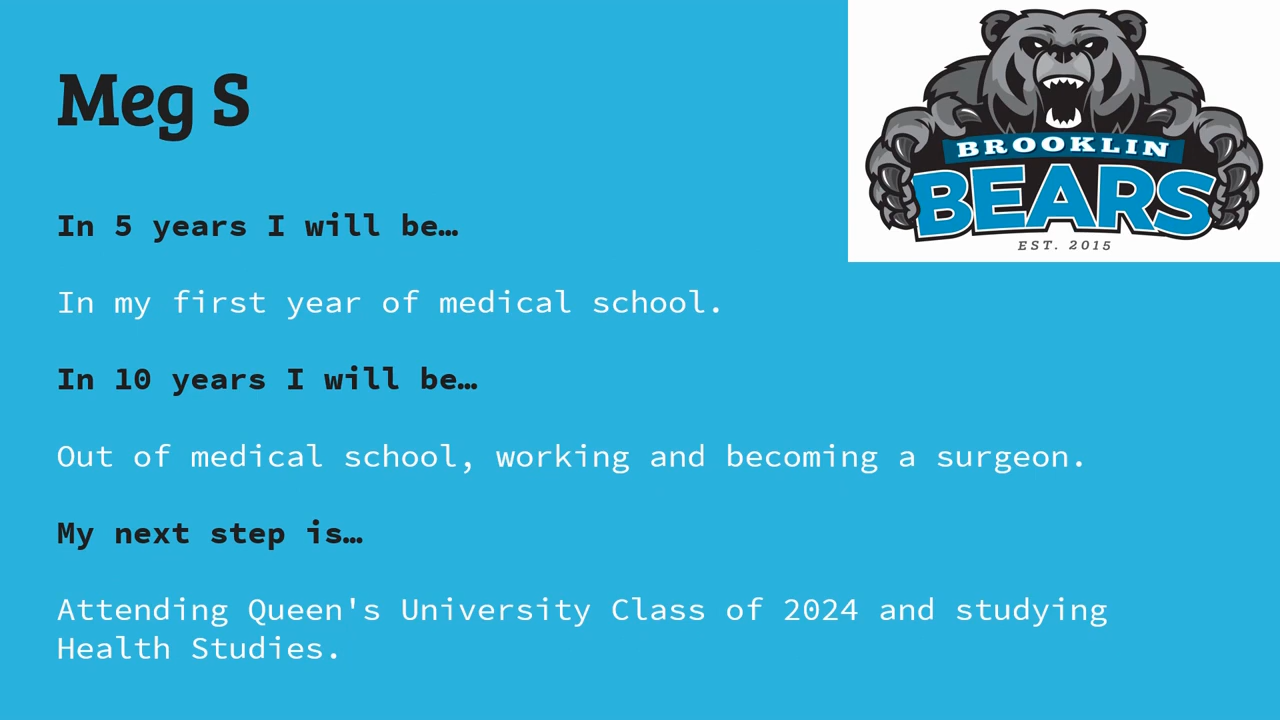 Meg S
BROOKLIN
BEARS
EST. 2015
In 5 years I will be…
In my first year of medical school.
In 10 years I will be…
Out of medical school, working and becoming a surgeon.
My next step is…
Attending Queen's University Class of 2024 and studying
Health Studies.